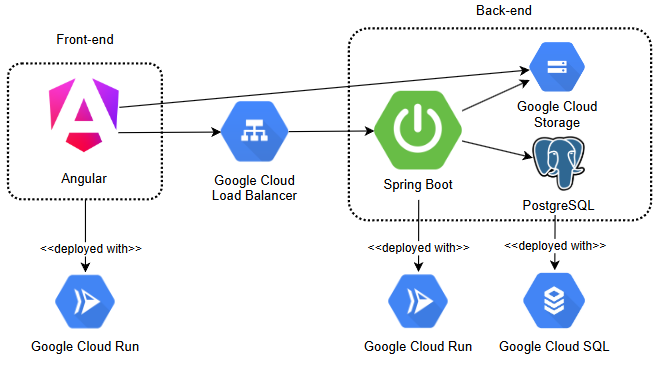 Front-end
Back-end
Angular
Google Cloud
Load Balancer
Spring Boot
Google Cloud
Storage
PostgreSQL
<<deployed with>>
<<deployed with>>
<<deployed with>>
Google Cloud Run
Google Cloud Run
Google Cloud SQL